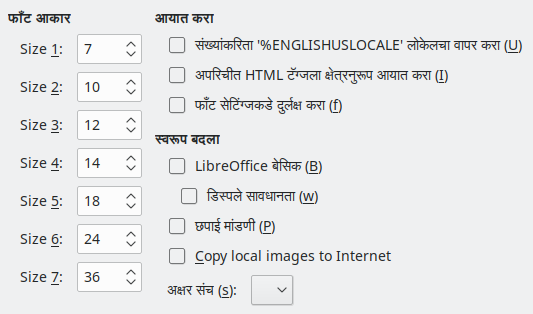 फाँट आकार
Size 1: 7
Size 2: 10
Size 3: 12
Size 4: 14
Size 5: 18
Size 6: 24
Size 7: 36
आयात करा
संख्यांकरिता '%ENGLISHUSLOCALE' लोकेलचा वापर करा (U)
अपरिचीत HTML टॅग्जला क्षेत्रनुरूप आयात करा (I)
फाँट सेटिंग्जकडे दुर्लक्ष करा (f)
स्वरूप बदला
LibreOffice बेसिक (B)
डिस्पले सावधानता (w)
छपाई मांडणी (P)
Copy local images to Internet
अक्षर संच (s):